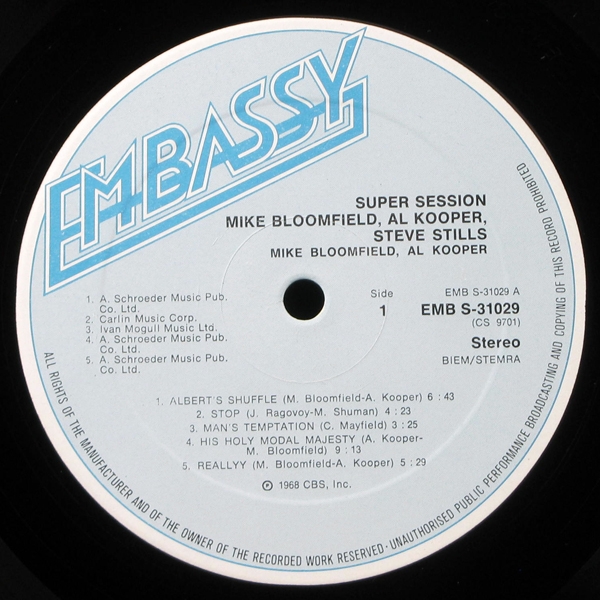 EMBASSY
SUPER SESSION
MIKE BLOOMFIELD, AL KOOPER,
STEVE STILLS
MIKE BLOOMFIELD, AL KOOPER
1. A. Schroeder Music Pub.
Co. Ltd.
2. Carlin Music Corp.
3. Ivan Mogull Music Ltd.
4. A. Schroeder Music Pub.
Co. Ltd.
5. A. Schroeder Music Pub.
Co. Ltd.
Side
1
EMB S-31029 A
EMB S-31029
(CS 9701)
Stereo
BIEM/STEMRA
1. ALBERT'S SHUFFLE (M. Bloomfield-A. Kooper) 6 : 43
2. STOP (J. Ragovoy-M. Shuman) 4 : 23
3. MAN'S TEMPTATION (C. Mayfield) 3 : 25
4. HIS HOLY MODAL MAJESTY (A. Kooper-
M. Bloomfield) 9 : 13
5. REALLYY (M. Bloomfield-A. Kooper) 5 : 29
℗ 1968 CBS, Inc.
ALL RIGHTS OF THE MANUFACTURER AND OF THE OWNER OF THE RECORDED WORK RESERVED · UNAUTHORISED PUBLIC PERFORMANCE BROADCASTING AND COPYING OF THIS RECORD PROHIBITED